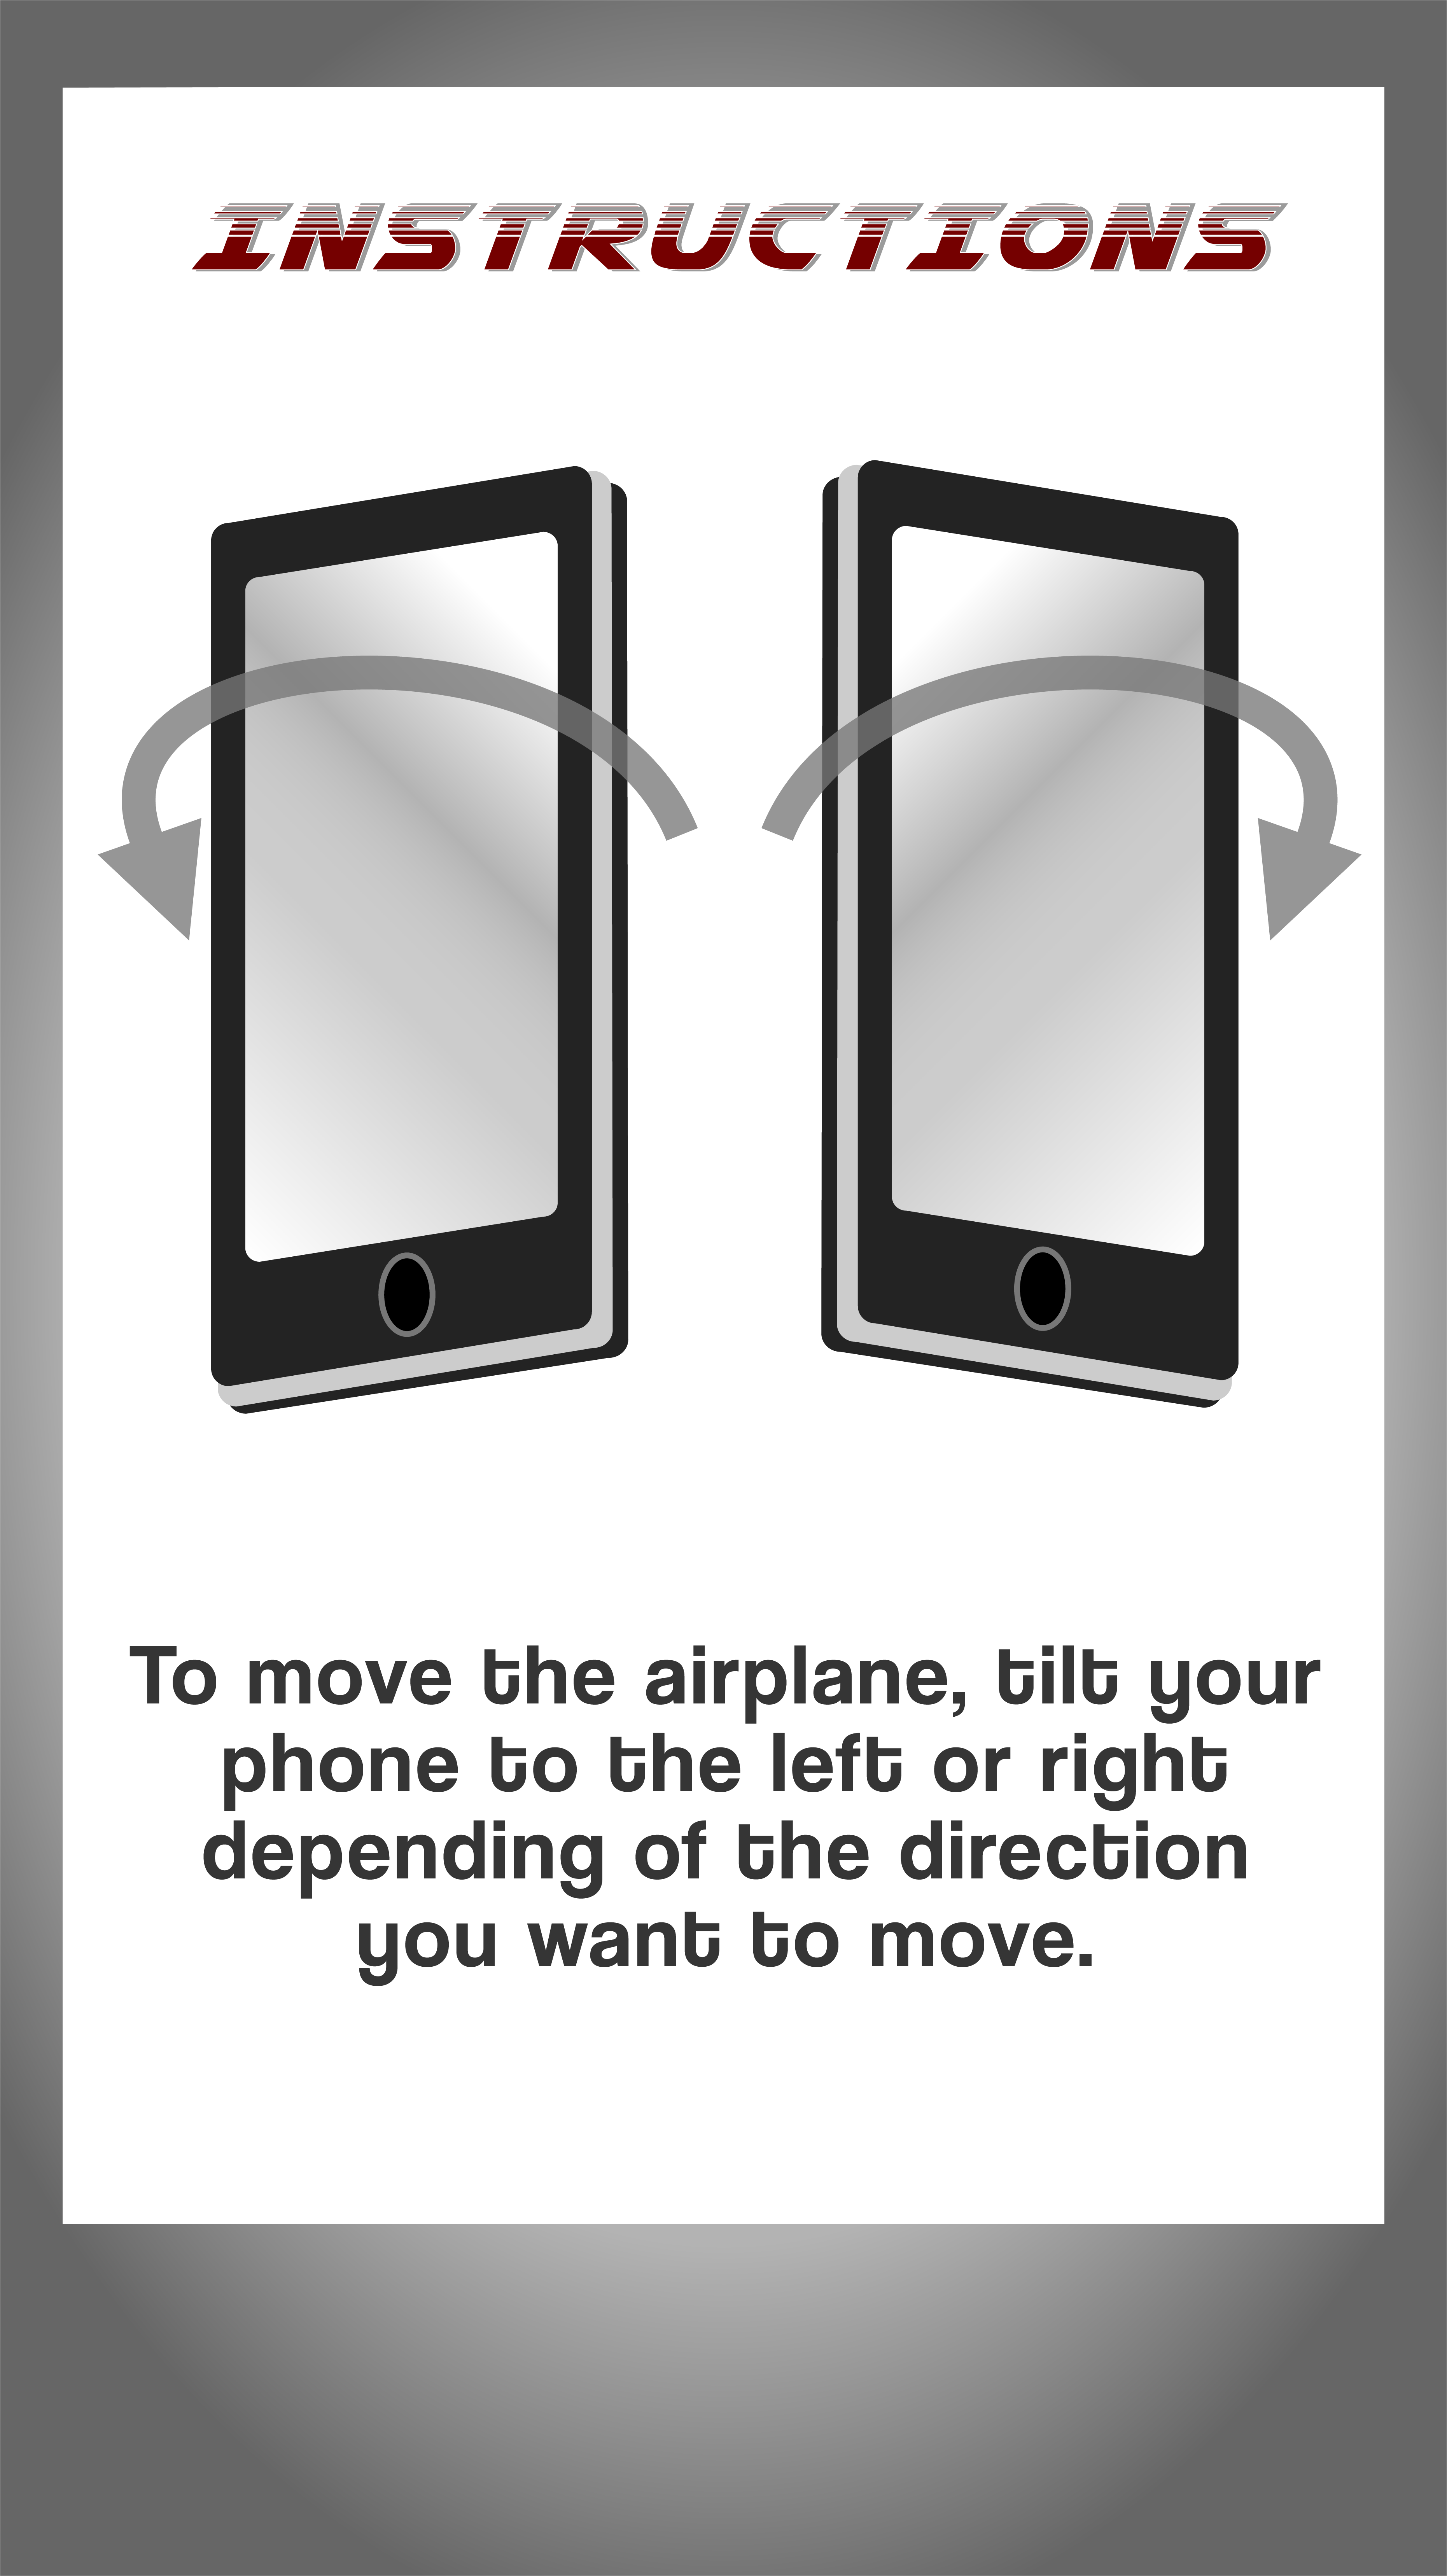 INSTRUCTIONS
To move the airplane, tilt your
phone to the left or right
depending of the direction
you want to move.